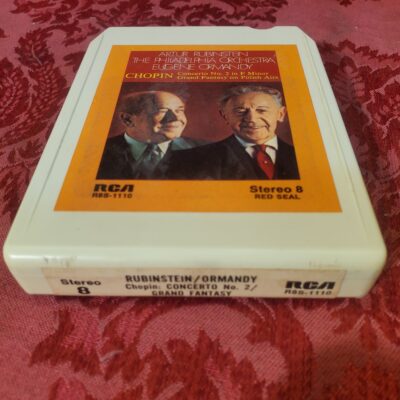 ARTUR RUBINSTEIN
THE PHILADELPHIA ORCHESTRA
EUGENE ORMANDY
CHOPIN Concerto No. 2 in F Minor
Grand Fantasy on Polish Airs
RCA
R8S-1110
Stereo 8
RED SEAL
Stereo
8
RUBINSTEIN/ORMANDY
Chopin: CONCERTO No. 2/
GRAND FANTASY
RCA
R8S-1110